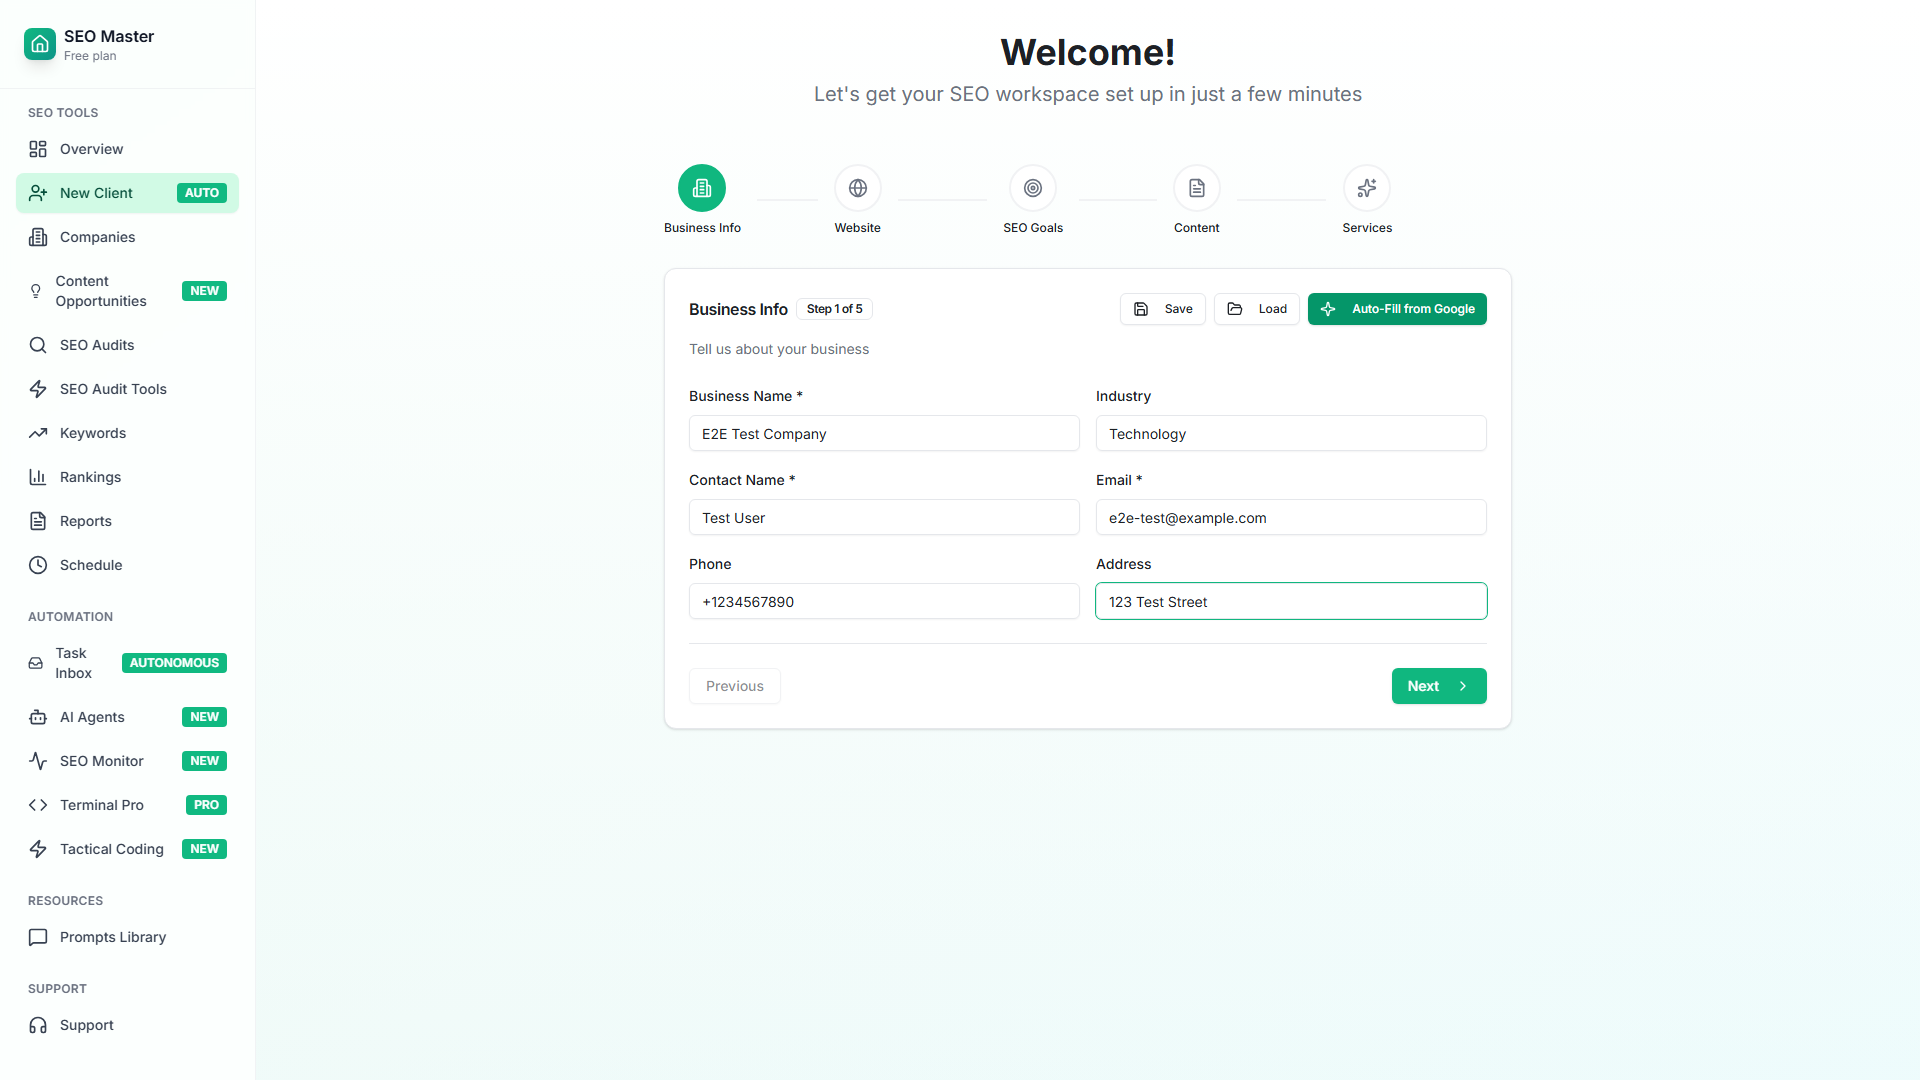 SEO Master
Free plan
SEO TOOLS
Overview
New Client AUTO
Companies
Content
Opportunities NEW
SEO Audits
SEO Audit Tools
Keywords
Rankings
Reports
Schedule
AUTOMATION
Task
Inbox AUTONOMOUS
AI Agents NEW
SEO Monitor NEW
Terminal Pro PRO
Tactical Coding NEW
RESOURCES
Prompts Library
SUPPORT
Support
Welcome!
Let's get your SEO workspace set up in just a few minutes
Business Info Website SEO Goals Content Services
Business Info Step 1 of 5 Save Load Auto-Fill from Google
Tell us about your business
Business Name * Industry
E2E Test Company Technology
Contact Name * Email *
Test User e2e-test@example.com
Phone Address
+1234567890 123 Test Street
Previous Next